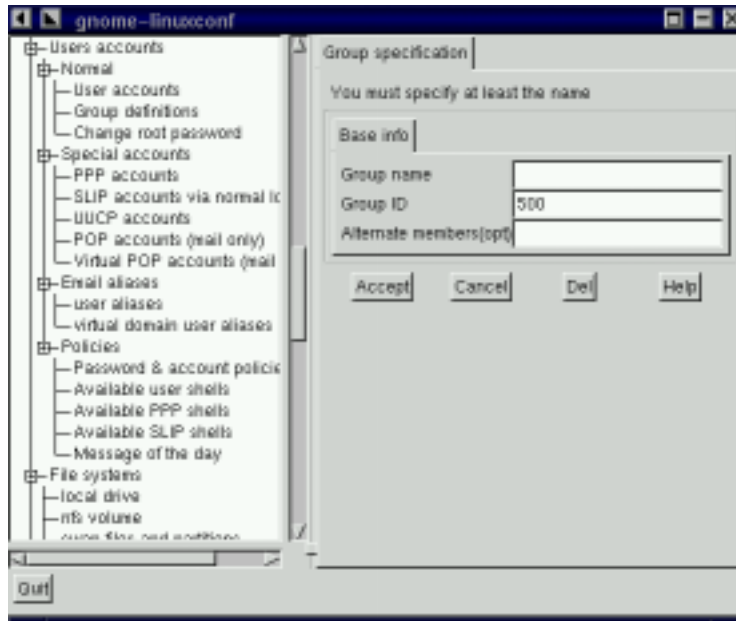 gnome-linuxconf
Users accounts
Normal
User accounts
Group definitions
Change root password
Special accounts
PPP accounts
SLIP accounts via normal lo
UUCP accounts
POP accounts (mail only)
Virtual POP accounts (mail
Email aliases
user aliases
virtual domain user aliases
Policies
Password & account policie
Available user shells
Available PPP shells
Available SLIP shells
Message of the day
File systems
local drive
nfs volume
swap files and partitions
Quit
Group specification
You must specify at least the name
Base info
Group name
Group ID 500
Alternate members(opt)
Accept Cancel Del Help